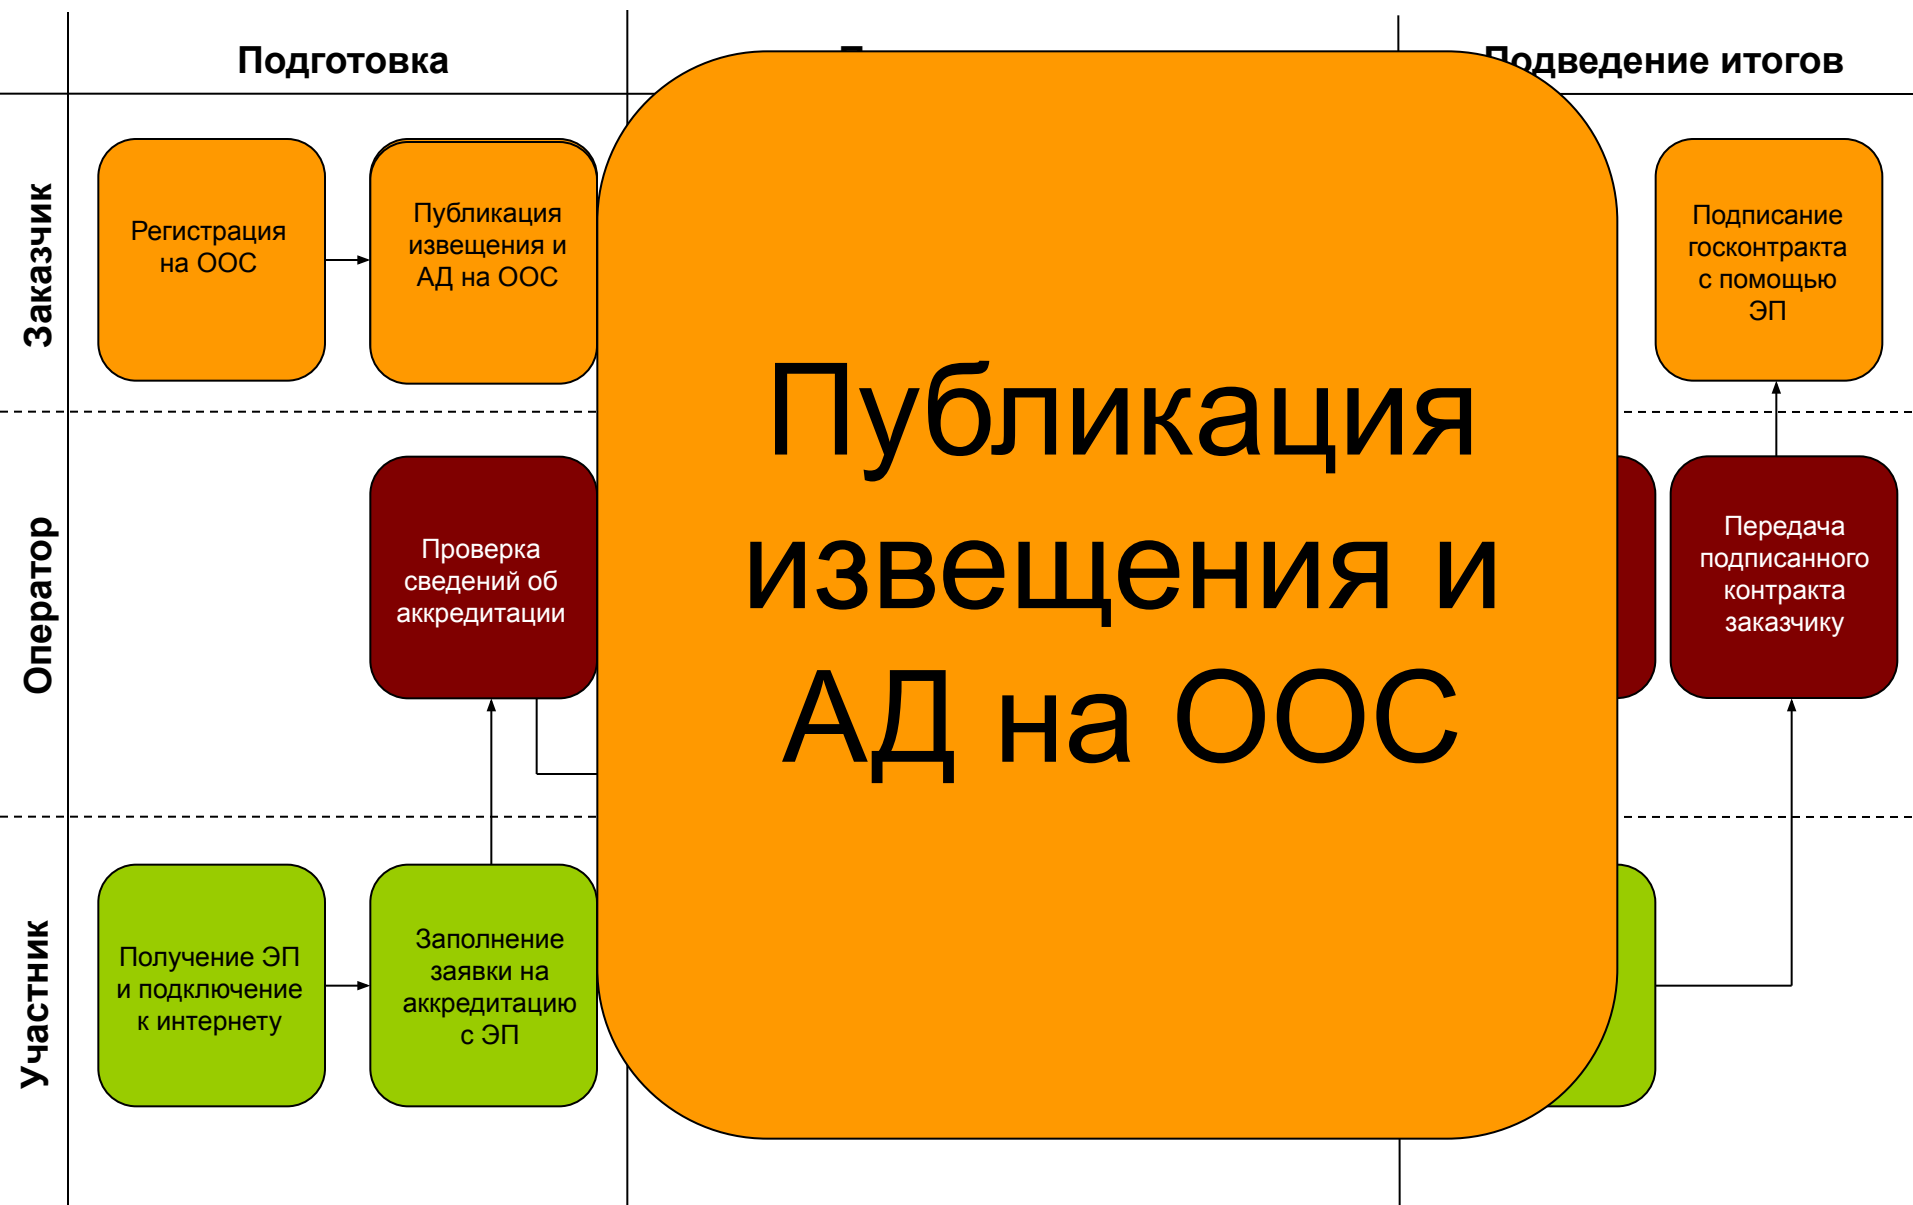 Подготовка
Подведение итогов
Заказчик
Регистрация
на ООС
Публикация
извещения и
АД на ООС
Публикация
извещения и
АД на ООС
Подписание
госконтракта
с помощью
ЭП
Оператор
Проверка
сведений об
аккредитации
Передача
подписанного
контракта
заказчику
Участник
Получение ЭП
и подключение
к интернету
Заполнение
заявки на
аккредитацию
с ЭП